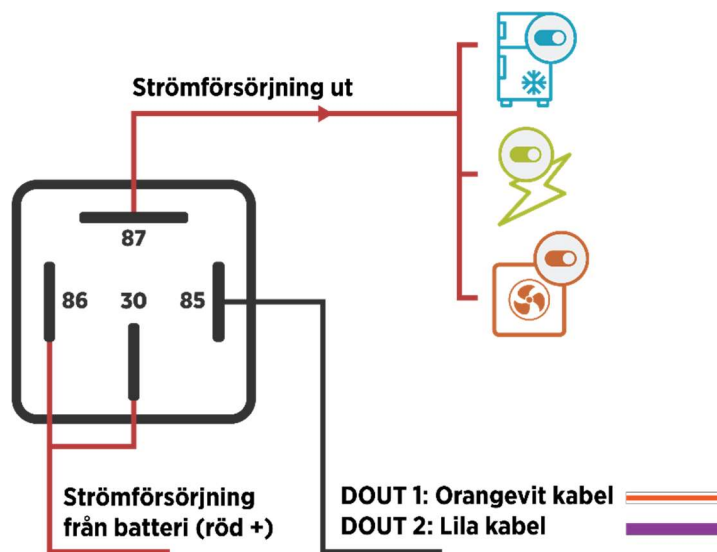 Strömförsörjning ut
87
86
30
85
Strömförsörjning
från batteri (röd +)
DOUT 1: Orangevit kabel
DOUT 2: Lila kabel